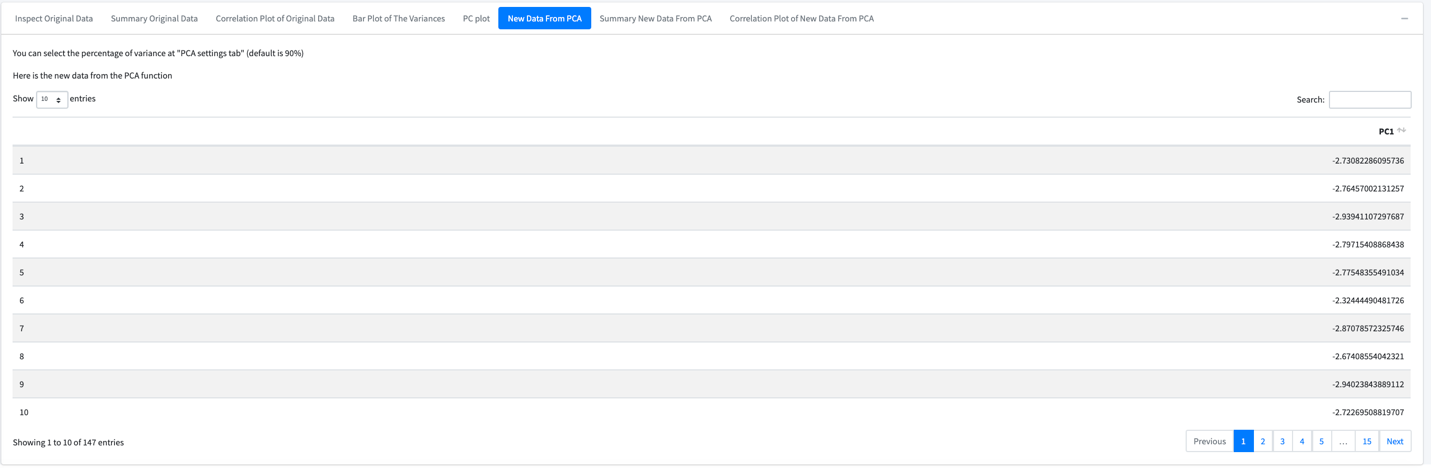 Inspect Original Data Summary Original Data Correlation Plot of Original Data Bar Plot of The Variances PC plot New Data From PCA Summary New Data From PCA Correlation Plot of New Data From PCA
You can select the percentage of variance at "PCA settings tab" (default is 90%)
Here is the new data from the PCA function
Show 10 entries Search:
PC1
1 -2.73082286095736
2 -2.76457002131257
3 -2.93941107297687
4 -2.79715408868438
5 -2.77548355491034
6 -2.32444490481726
7 -2.87078572325746
8 -2.67408554042321
9 -2.94023843889112
10 -2.72269508819707
Showing 1 to 10 of 147 entries Previous 1 2 3 4 5 … 15 Next